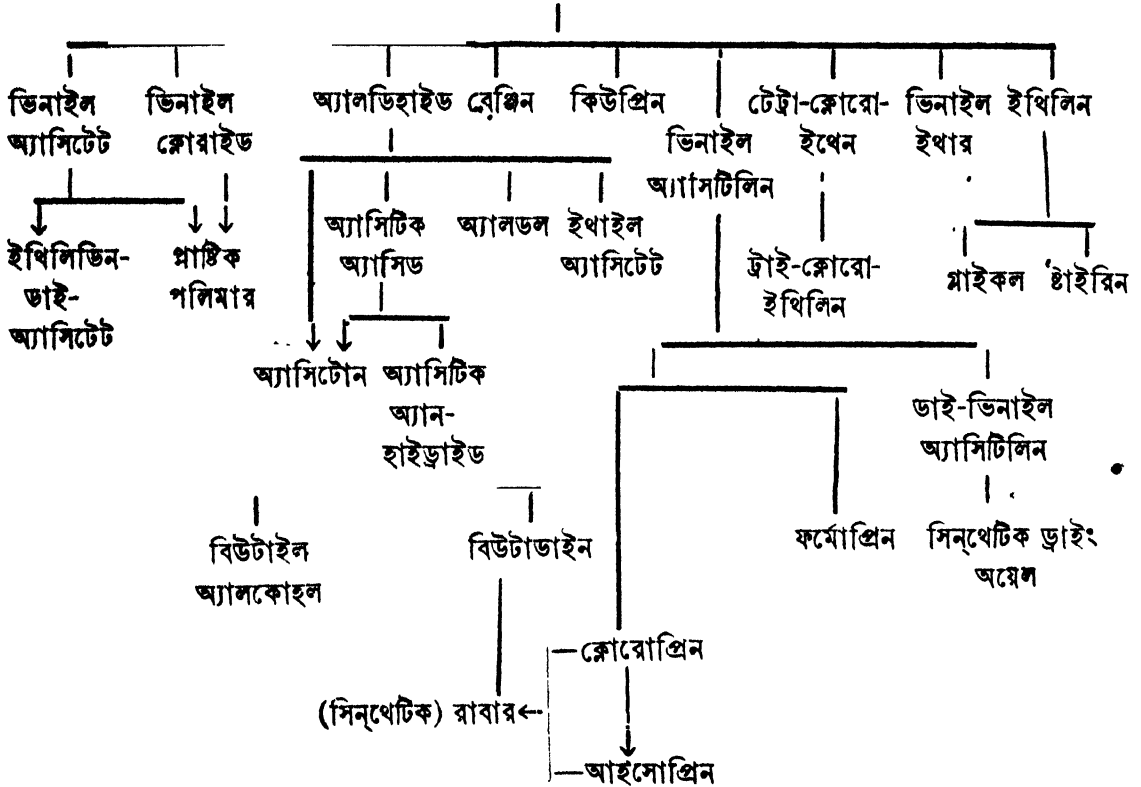 ভিনাইল অ্যাসিটেট
ভিনাইল ক্লোরাইড
অ্যালডিহাইড
বেঞ্জিন
কিউপ্রিন
ভিনাইল অ্যাসিটিলিন
টেট্রা-ক্লোরো-
ইথেন
ভিনাইল ইথার
ইথিলিন
ইথিলিডিন-
ডাই-
অ্যাসিটেট
প্লাষ্টিক
পলিমার
অ্যাসিটিক
অ্যাসিড
অ্যালডল
ইথাইল
অ্যাসিটেট
ট্রাই-ক্লোরো-
ইথিলিন
গ্লাইকল
ষ্টাইরিন
অ্যাসিটোন
অ্যাসিটিক
অ্যান-
হাইড্রাইড
ডাই-ভিনাইল
অ্যাসিটিলিন
বিউটাইল
অ্যালকোহল
বিউটাডাইন
ফর্মোপ্রিন
সিন্‌থেটিক ড্রাইং
অয়েল
ক্লোরোপ্রিন
(সিন্‌থেটিক) রাবার
আইসোপ্রিন